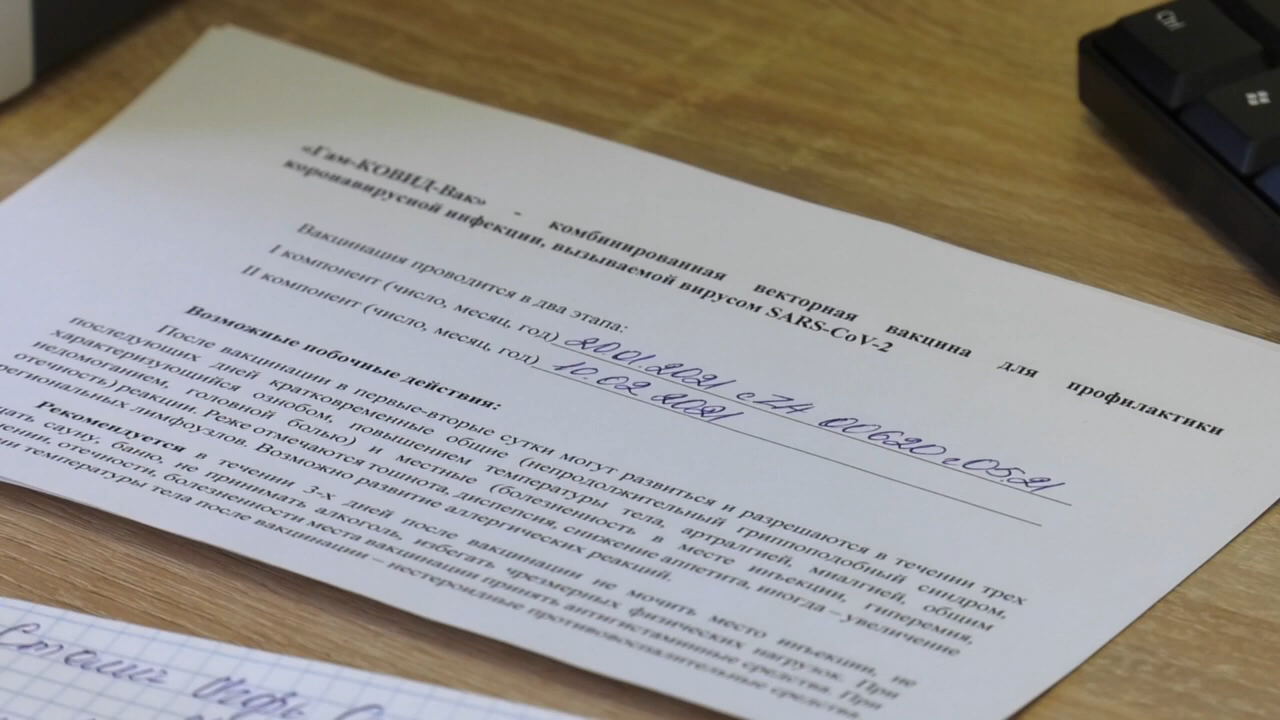 Ctrl
«Гам-КОВИД-Вак» - комбинированная векторная вакцина для профилактики
коронавирусной инфекции, вызываемой вирусом SARS-CoV-2
Вакцинация проводится в два этапа:
I компонент (число, месяц, год) 20.01.2021
II компонент (число, месяц, год) 10.02 2021
Возможные побочные действия:
После вакцинации в первые-вторые сутки могут развиться и разрешаются в течении трех
последующих дней кратковременные общие (непродолжительный гриппоподобный синдром,
характеризующийся ознобом, повышением температуры тела, артралгией, миалгией, общим
недомоганием, головной болью) и местные (болезненность в месте инъекции, гиперемия,
отечность) реакции. Реже отмечаются тошнота, диспепсия, снижение аппетита, иногда – увеличение
регональных лимфоузлов. Возможно развитие аллергических реакций.
Рекомендуется в течении 3-х дней после вакцинации не мочить место инъекции, не
сауну, баню, не принимать алкоголь, избегать чрезмерных физических нагрузок. При
отечности, болезненности места вакцинации принять антигистаминные средства. При
температуры тела после вакцинации – нестероидные противовоспалительные средства